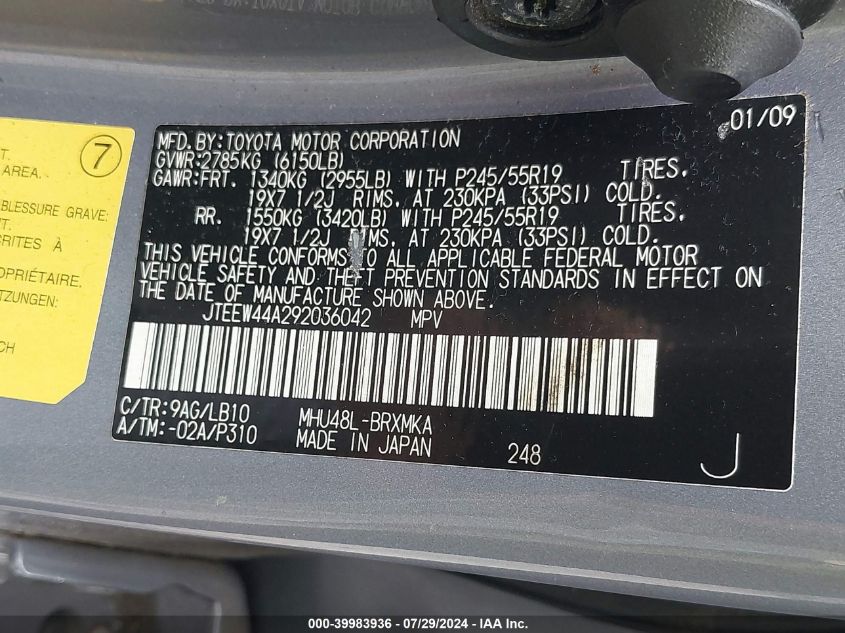 01/09
MFD.BY:TOYOTA MOTOR CORPORATION
GVWR:2785KG (6150LB)
GAWR:FRT. 1340KG (2955LB) WITH P245/55R19 TIRES.
19X7 1/2J RIMS. AT 230KPA (33PSI) COLD.
RR. 1550KG (3420LB) WITH P245/55R19 TIRES.
19X7 1/2J RIMS. AT 230KPA (33PSI) COLD.
THIS VEHICLE CONFORMS TO ALL APPLICABLE FEDERAL MOTOR
VEHICLE SAFETY AND THEFT PREVENTION STANDARDS IN EFFECT ON
THE DATE OF MANUFACTURE SHOWN ABOVE.
JTEEW44A292036042 MPV
C/TR:9AG/LB10 MHU48L-BRXMKA
A/TM:-02A/P310 MADE IN JAPAN 248
J
7
T.
AREA.
BLESSURE GRAVE:
NT.
CRITES À
PROPRIÉTAIRE.
TZUNGEN:
CH
000-39983936 / 07/29/2024 - IAA Inc.